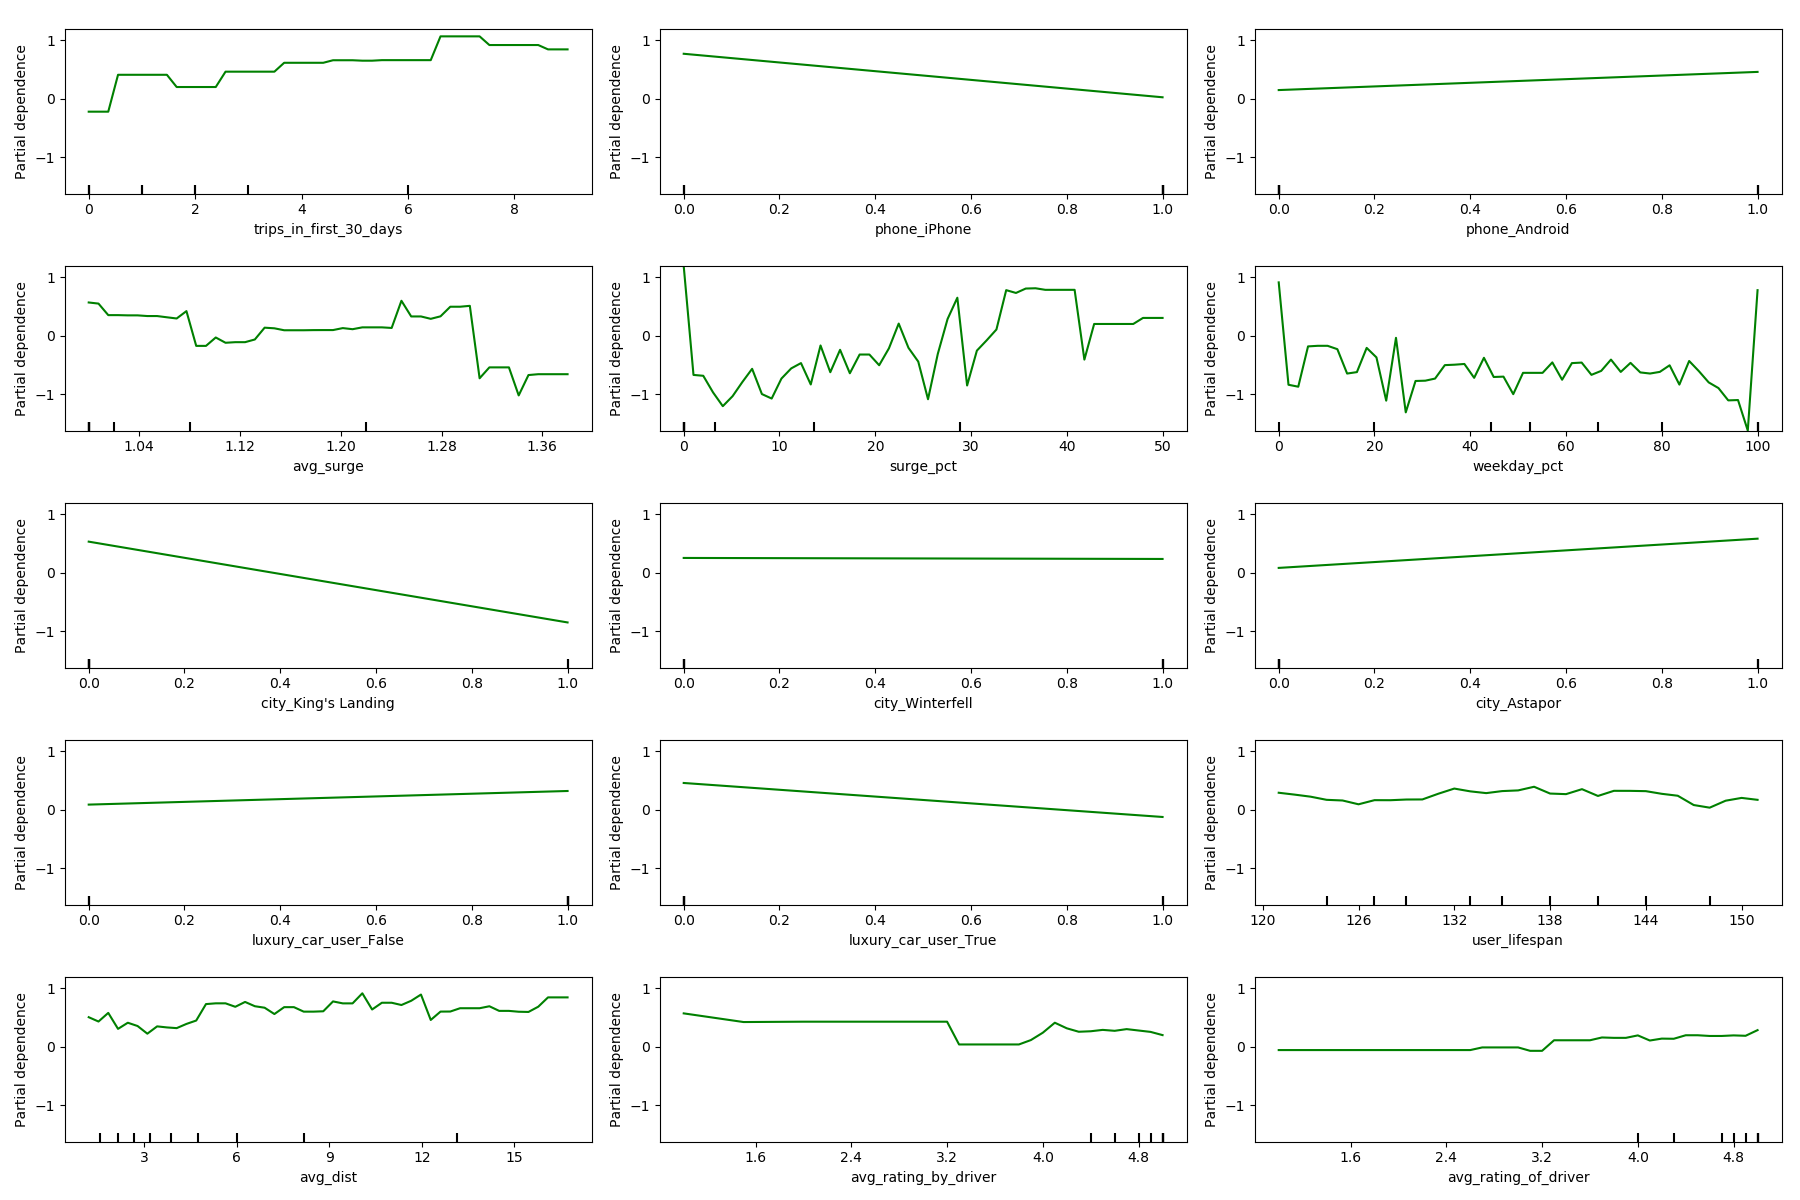 Partial dependence
1
0
−1
0 2 4 6 8
trips_in_first_30_days
Partial dependence
1
0
−1
0.0 0.2 0.4 0.6 0.8 1.0
phone_iPhone
Partial dependence
1
0
−1
0.0 0.2 0.4 0.6 0.8 1.0
phone_Android
Partial dependence
1
0
−1
1.04 1.12 1.20 1.28 1.36
avg_surge
Partial dependence
1
0
−1
0 10 20 30 40 50
surge_pct
Partial dependence
1
0
−1
0 20 40 60 80 100
weekday_pct
Partial dependence
1
0
−1
0.0 0.2 0.4 0.6 0.8 1.0
city_King's Landing
Partial dependence
1
0
−1
0.0 0.2 0.4 0.6 0.8 1.0
city_Winterfell
Partial dependence
1
0
−1
0.0 0.2 0.4 0.6 0.8 1.0
city_Astapor
Partial dependence
1
0
−1
0.0 0.2 0.4 0.6 0.8 1.0
luxury_car_user_False
Partial dependence
1
0
−1
0.0 0.2 0.4 0.6 0.8 1.0
luxury_car_user_True
Partial dependence
1
0
−1
120 126 132 138 144 150
user_lifespan
Partial dependence
1
0
−1
3 6 9 12 15
avg_dist
Partial dependence
1
0
−1
1.6 2.4 3.2 4.0 4.8
avg_rating_by_driver
Partial dependence
1
0
−1
1.6 2.4 3.2 4.0 4.8
avg_rating_of_driver